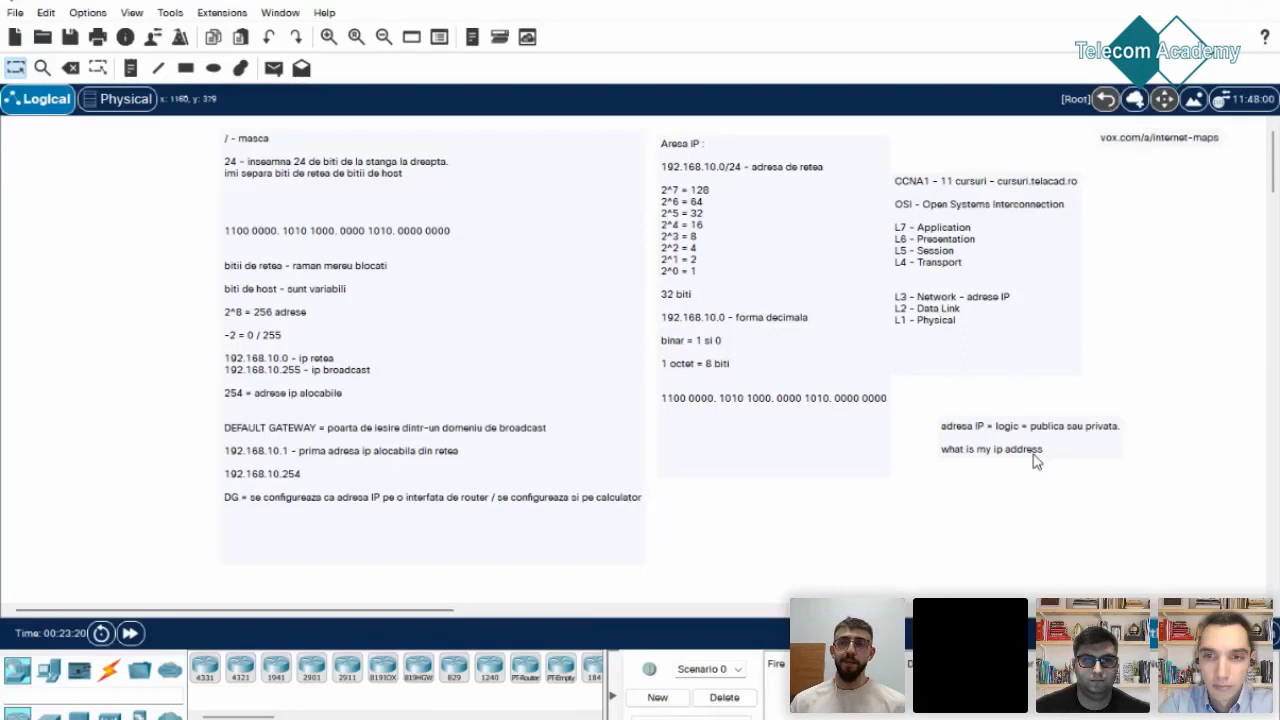 File Edit Options View Tools Extensions Window Help
?
Telecom Academy
Logical
Physical
x: 1160, y: 379
[Root]
11:48:00
/ - masca
24 - inseamna 24 de biti de la stanga la dreapta.
imi separa biti de retea de bitii de host
1100 0000. 1010 1000. 0000 1010. 0000 0000
bitii de retea - raman mereu blocati
biti de host - sunt variabili
2^8 = 256 adrese
-2 = 0 / 255
192.168.10.0 - ip retea
192.168.10.255 - ip broadcast
254 = adrese ip alocabile
DEFAULT GATEWAY = poarta de iesire dintr-un domeniu de broadcast
192.168.10.1 - prima adresa ip alocabila din retea
192.168.10.254
DG = se configureaza ca adresa IP pe o interfata de router / se configureaza si pe calculator
Aresa IP :
192.168.10.0/24 - adresa de retea
2^7 = 128
2^6 = 64
2^5 = 32
2^4 = 16
2^3 = 8
2^2 = 4
2^1 = 2
2^0 = 1
32 biti
192.168.10.0 - forma decimala
binar = 1 si 0
1 octet = 8 biti
1100 0000. 1010 1000. 0000 1010. 0000 0000
vox.com/a/internet-maps
CCNA1 - 11 cursuri - cursuri.telacad.ro
OSI - Open Systems Interconnection
L7 - Application
L6 - Presentation
L5 - Session
L4 - Transport
L3 - Network - adrese IP
L2 - Data Link
L1 - Physical
adresa IP = logic = publica sau privata.
what is my ip address
Time: 00:23:20
4331 4321 1941 2901 2911 819IOX 819HGW 829 1240 PT-Router PT-Empty 184
Scenario 0
New
Delete
Fire